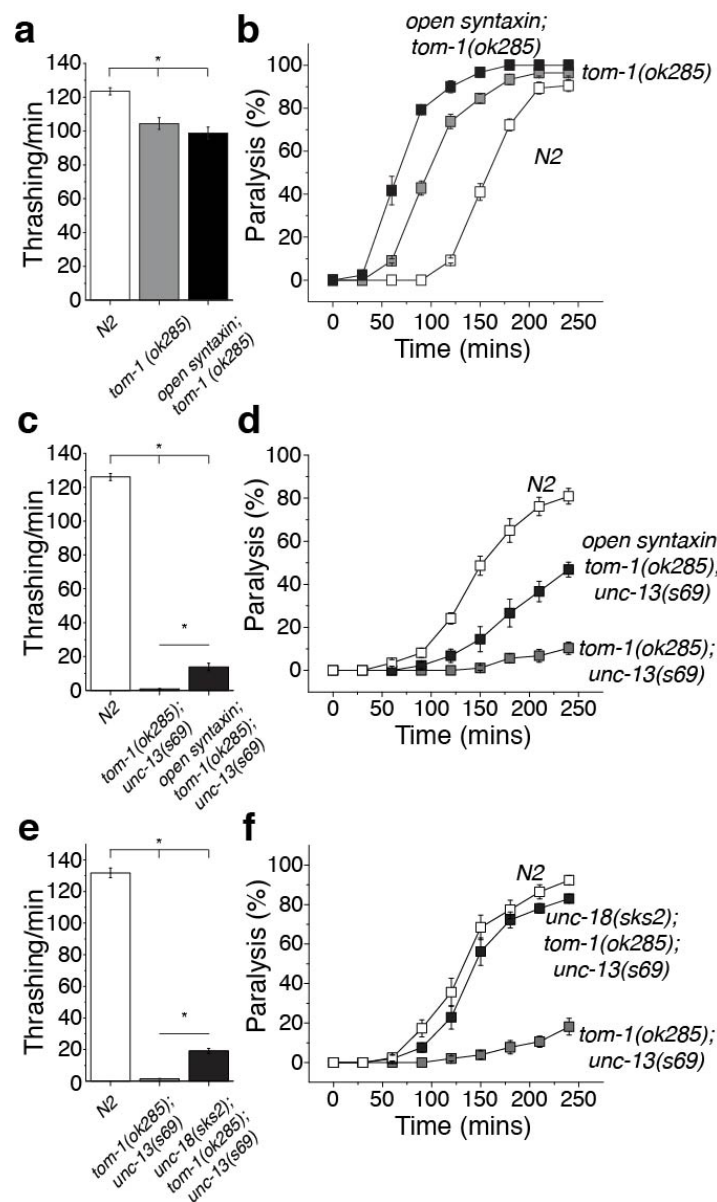 a
Thrashing/min
140
120
100
80
60
40
20
0
*
N2
tom-1 (ok285)
open syntaxin;
tom-1 (ok285)
b
Paralysis (%)
100
80
60
40
20
0
open syntaxin;
tom-1(ok285)
tom-1(ok285)
N2
0 50 100 150 200 250
Time (mins)
c
Thrashing/min
140
120
100
80
60
40
20
0
*
*
N2
tom-1(ok285);
unc-13(s69)
open syntaxin;
tom-1(ok285);
unc-13(s69)
d
Paralysis (%)
100
80
60
40
20
0
N2
open syntaxin
tom-1(ok285),
unc-13(s69)
tom-1(ok285);
unc-13(s69)
0 50 100 150 200 250
Time (mins)
e
Thrashing/min
140
120
100
80
60
40
20
0
*
*
N2
tom-1(ok285);
unc-13(s69)
unc-18(sks2);
tom-1(ok285);
unc-13(s69)
f
Paralysis (%)
100
80
60
40
20
0
N2
unc-18(sks2);
tom-1(ok285);
unc-13(s69)
tom-1(ok285);
unc-13(s69)
0 50 100 150 200 250
Time (mins)